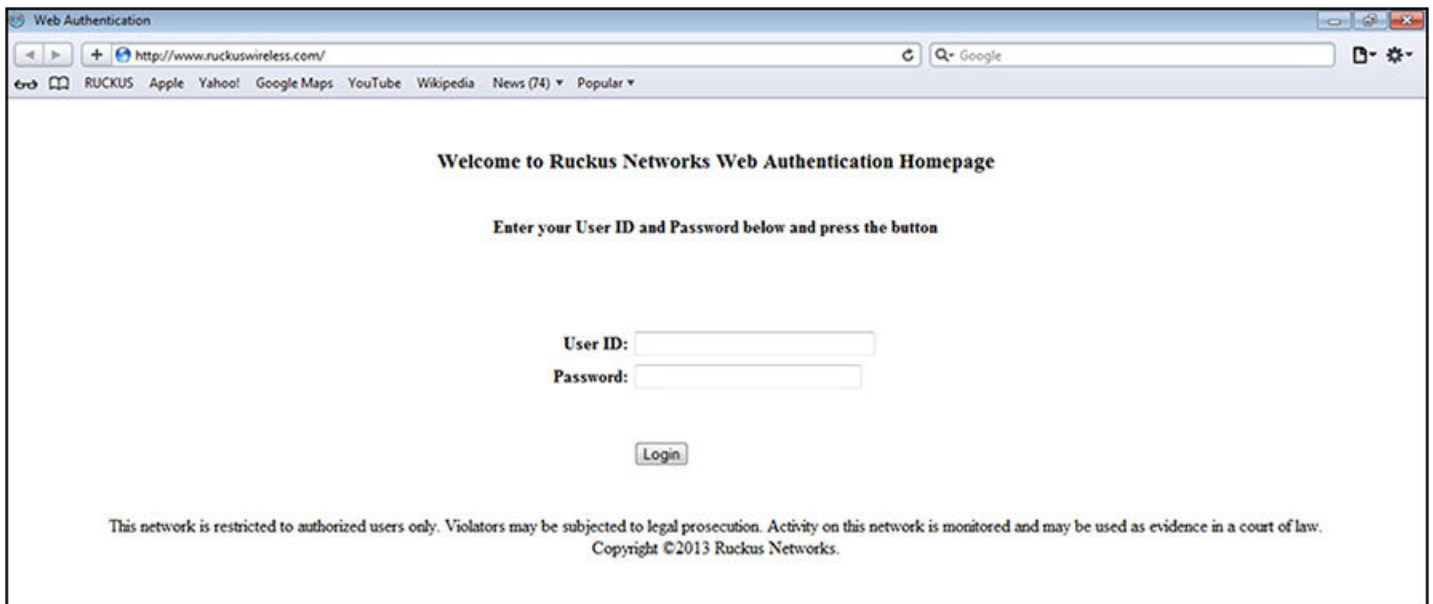 Web Authentication
http://www.ruckuswireless.com/
Google
RUCKUS Apple Yahoo! Google Maps YouTube Wikipedia News (74) Popular
Welcome to Ruckus Networks Web Authentication Homepage
Enter your User ID and Password below and press the button
User ID:
Password:
Login
This network is restricted to authorized users only. Violators may be subjected to legal prosecution. Activity on this network is monitored and may be used as evidence in a court of law.
Copyright ©2013 Ruckus Networks.